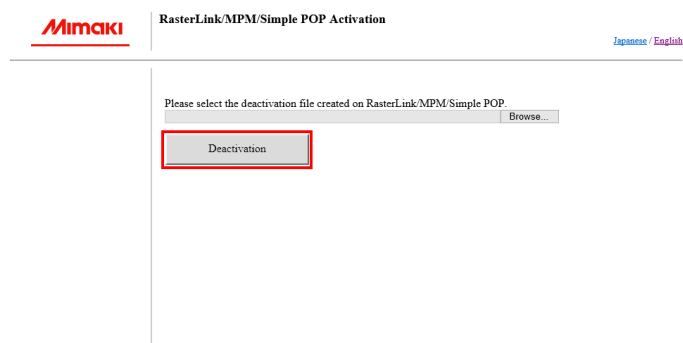 Mimaki
RasterLink/MPM/Simple POP Activation
Japanese / English
Please select the deactivation file created on RasterLink/MPM/Simple POP.
Browse...
Deactivation